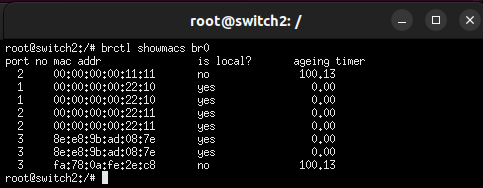 root@switch2: /
root@switch2:/# brctl showmacs br0
port no mac addr is local? ageing timer
2 00:00:00:00:11:11 no 100.13
1 00:00:00:00:22:10 yes 0.00
1 00:00:00:00:22:10 yes 0.00
2 00:00:00:00:22:11 yes 0.00
2 00:00:00:00:22:11 yes 0.00
3 8e:e8:9b:ad:08:7e yes 0.00
3 8e:e8:9b:ad:08:7e yes 0.00
3 fa:78:0a:fe:2e:c8 no 100.13
root@switch2:/#